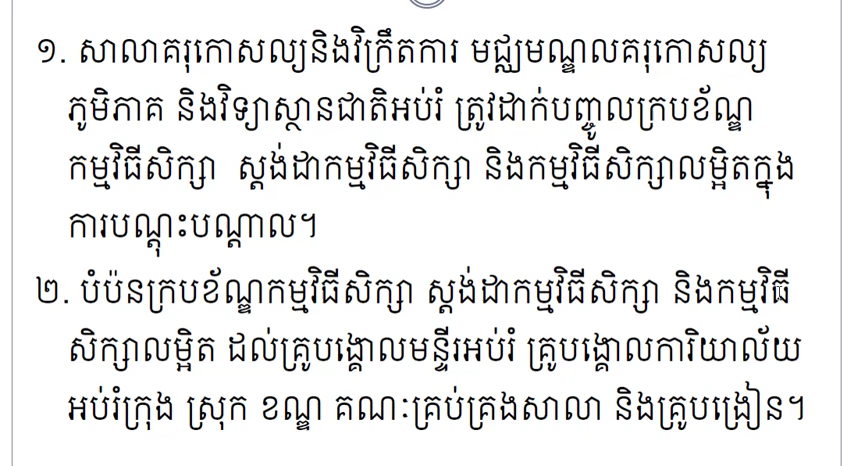 ១. សាលាគរុកោសល្យនិងវិក្រឹតការ មជ្ឈមណ្ឌលគរុកោសល្យ
ភូមិភាគ និងវិទ្យាស្ថានជាតិអប់រំ ត្រូវដាក់បញ្ចូលក្របខ័ណ្ឌ
កម្មវិធីសិក្សា ស្តង់ដាកម្មវិធីសិក្សា និងកម្មវិធីសិក្សាលម្អិតក្នុង
ការបណ្តុះបណ្តាល។
២. បំប៉នក្របខ័ណ្ឌកម្មវិធីសិក្សា ស្តង់ដាកម្មវិធីសិក្សា និងកម្មវិធី
សិក្សាលម្អិត ដល់គ្រូបង្គោលមន្ទីរអប់រំ គ្រូបង្គោលការិយាល័យ
អប់រំក្រុង ស្រុក ខណ្ឌ គណៈគ្រប់គ្រងសាលា និងគ្រូបង្រៀន។